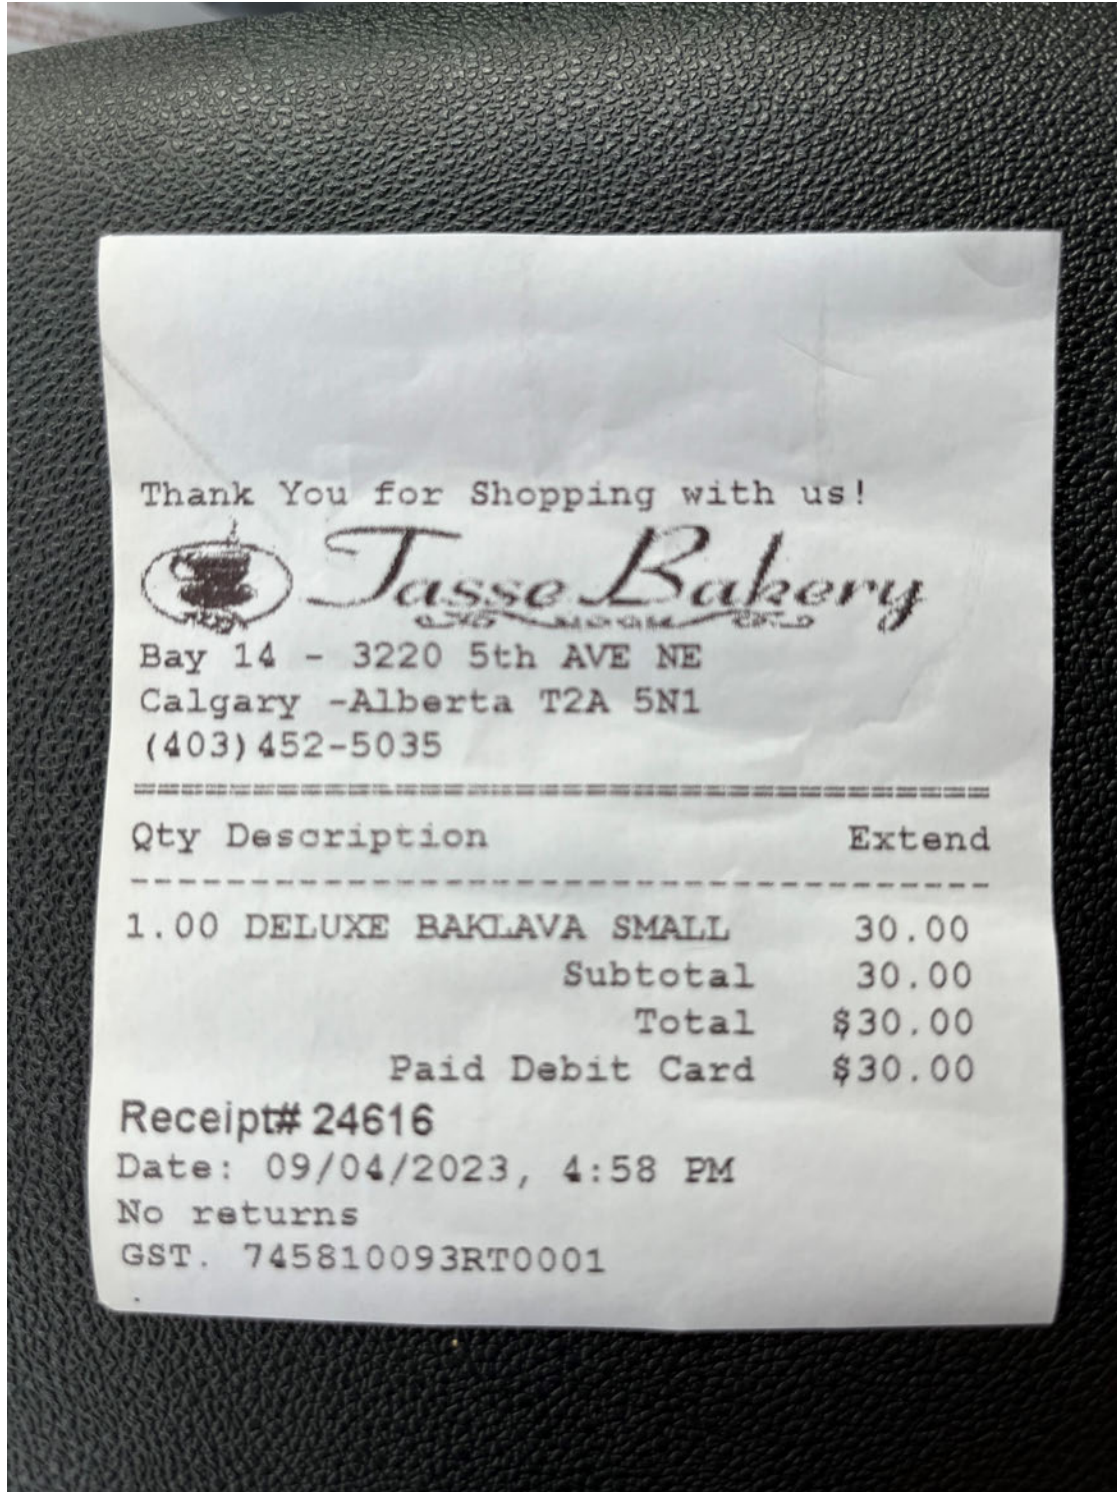 Thank You for Shopping with us!
Tasse Bakery
Bay 14 - 3220 5th AVE NE
Calgary -Alberta T2A 5N1
(403)452-5035
====================================
Qty Description Extend
------------------------------------
1.00 DELUXE BAKLAVA SMALL 30.00
Subtotal 30.00
Total $30.00
Paid Debit Card $30.00
Receipt# 24616
Date: 09/04/2023, 4:58 PM
No returns
GST. 745810093RT0001
.